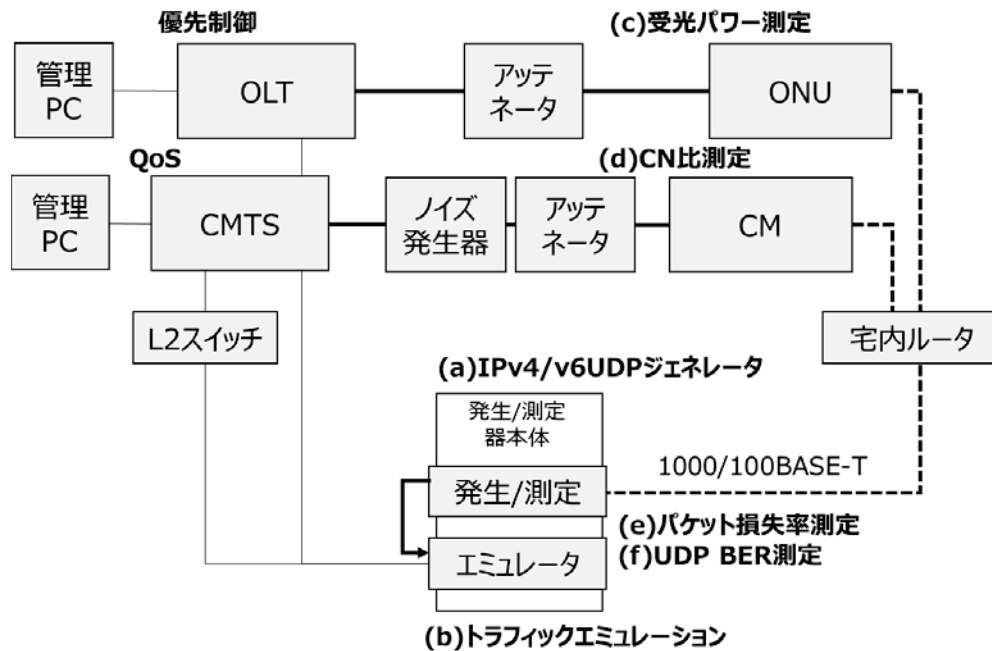 優先制御
(c)受光パワー測定
管理
PC
OLT
アッテ
ネータ
ONU
QoS
(d)CN比測定
管理
PC
CMTS
ノイズ
発生器
アッテ
ネータ
CM
L2スイッチ
宅内ルータ
(a)IPv4/v6UDPジェネレータ
発生/測定
器本体
1000/100BASE-T
発生/測定
(e)パケット損失率測定
(f)UDP BER測定
エミュレータ
(b)トラフィックエミュレーション